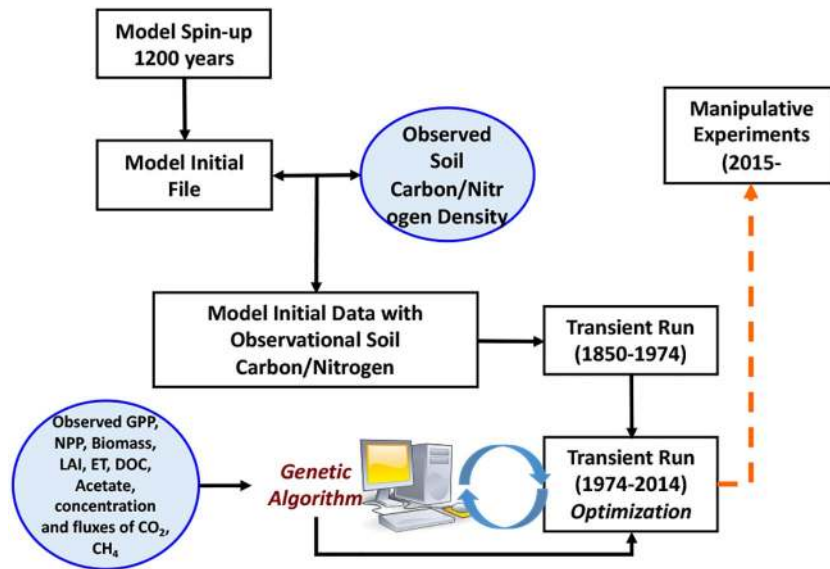 Model Spin-up
1200 years
Manipulative
Experiments
(2015-
Observed
Soil
Carbon/Nitr
ogen Density
Model Initial
File
Model Initial Data with
Observational Soil
Carbon/Nitrogen
Transient Run
(1850-1974)
Observed GPP,
NPP, Biomass,
LAI, ET, DOC,
Acetate,
concentration
and fluxes of CO₂,
CH₄
Genetic
Algorithm
Transient Run
(1974-2014)
Optimization